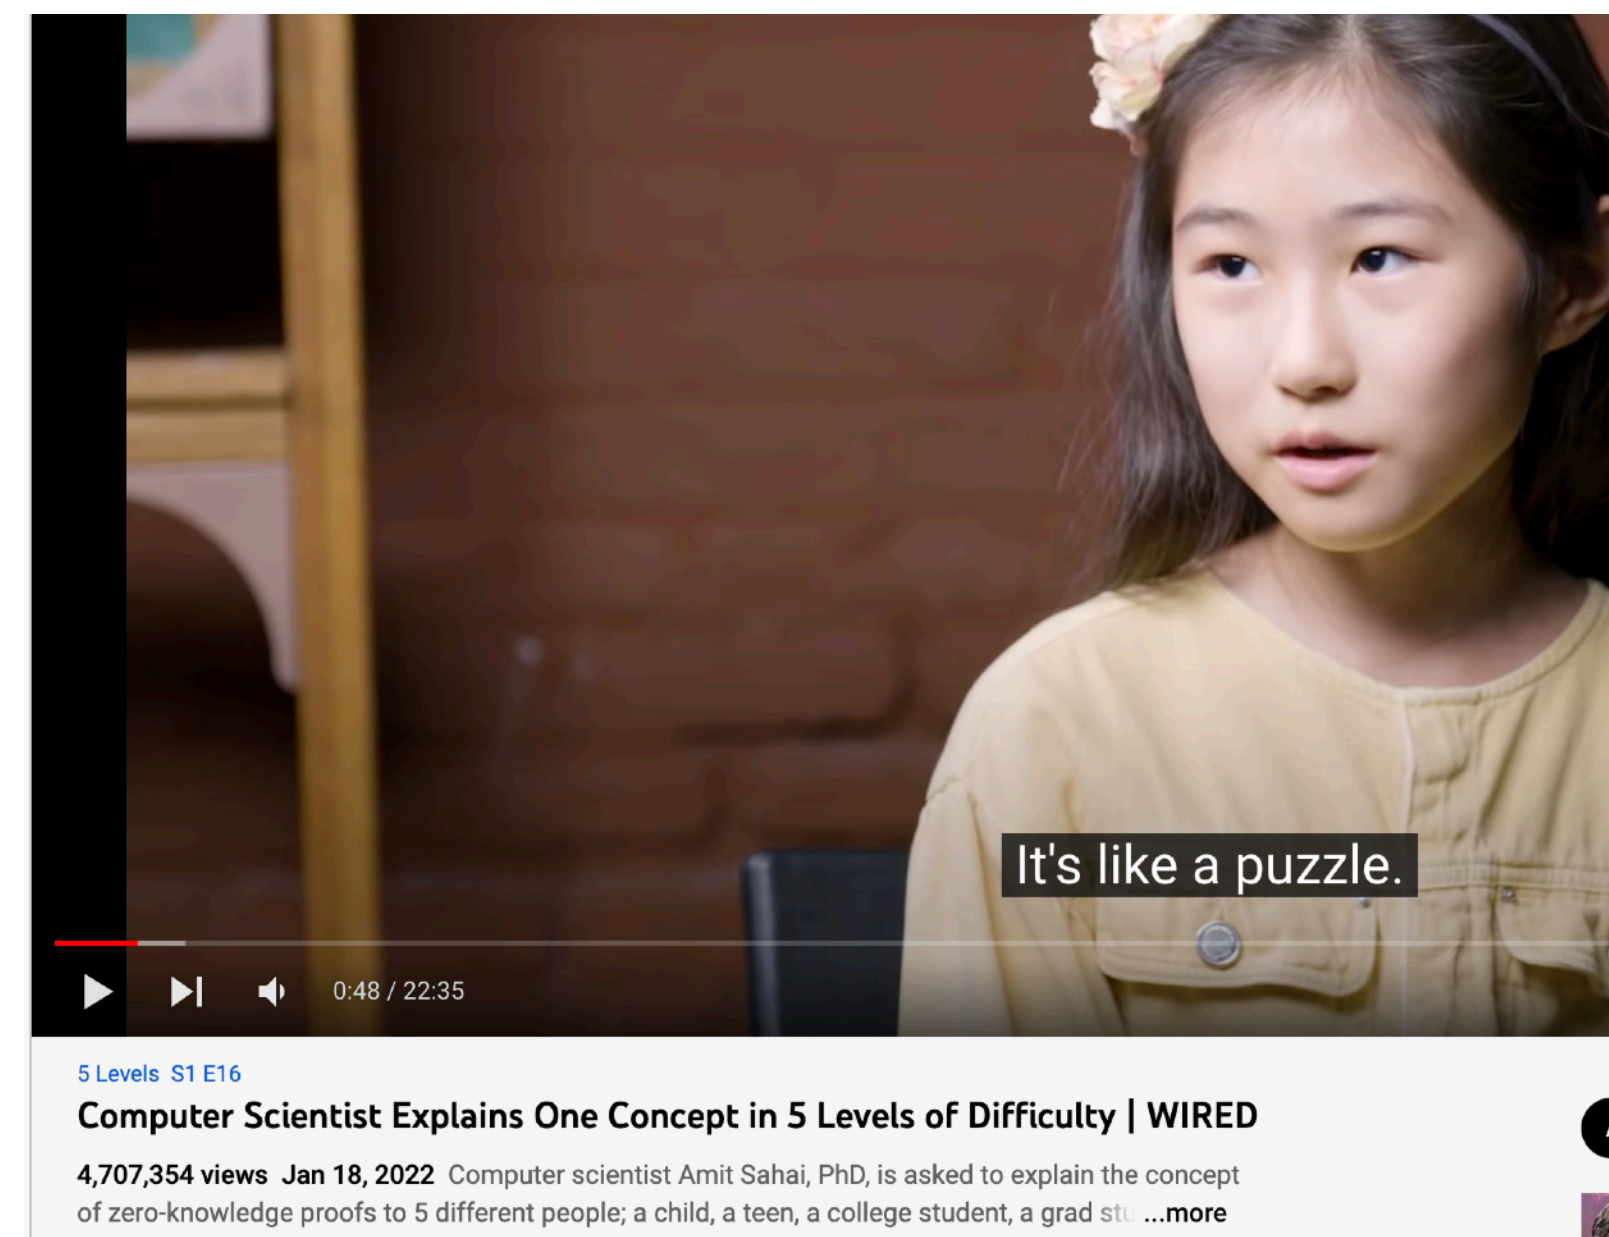 It's like a puzzle.
0:48 / 22:35
5 Levels S1 E16
Computer Scientist Explains One Concept in 5 Levels of Difficulty | WIRED
4,707,354 views Jan 18, 2022 Computer scientist Amit Sahai, PhD, is asked to explain the concept
of zero-knowledge proofs to 5 different people; a child, a teen, a college student, a grad stu ...more